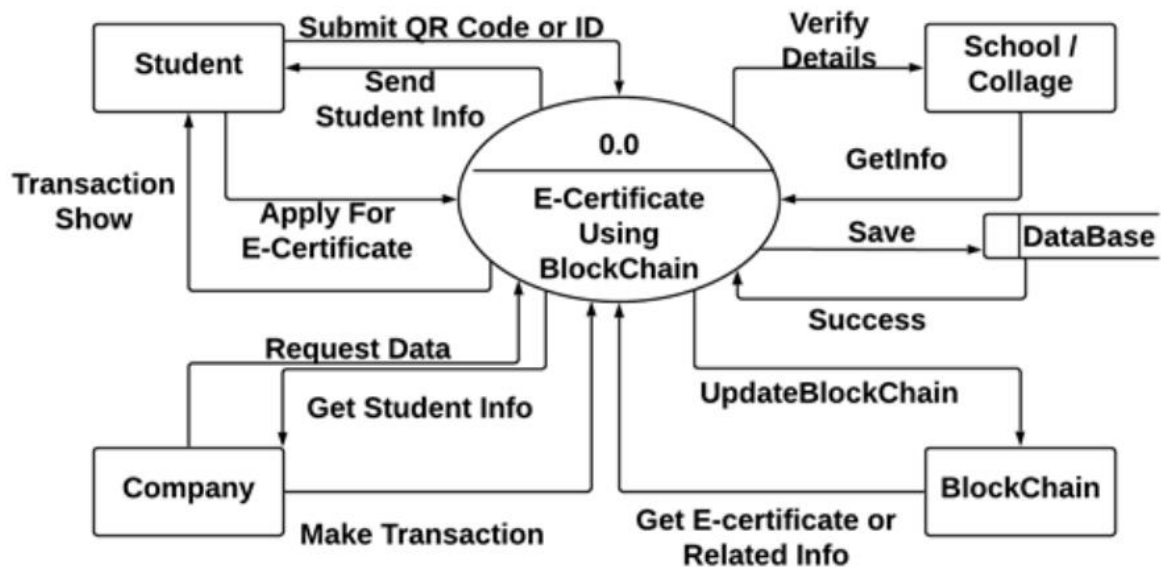 Submit QR Code or ID
Student
Send
Student Info
Verify
Details
School /
Collage
0.0
E-Certificate
Using
BlockChain
GetInfo
Transaction
Show
Apply For
E-Certificate
Save
DataBase
Success
Request Data
Get Student Info
UpdateBlockChain
Company
Make Transaction
BlockChain
Get E-certificate or
Related Info